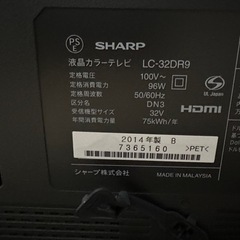 PS
E
SHARP
液晶カラーテレビ LC-32DR9
定格電圧 100V~
定格消費電力 96W
定格周波数 50/60Hz
区分名 DN3
受信機型サイズ 32V
年間消費電力量 75kWh/年
HDMI
2014年製 B
7365160
>PET<
シャープ株式会社
MADE IN MALAYSIA